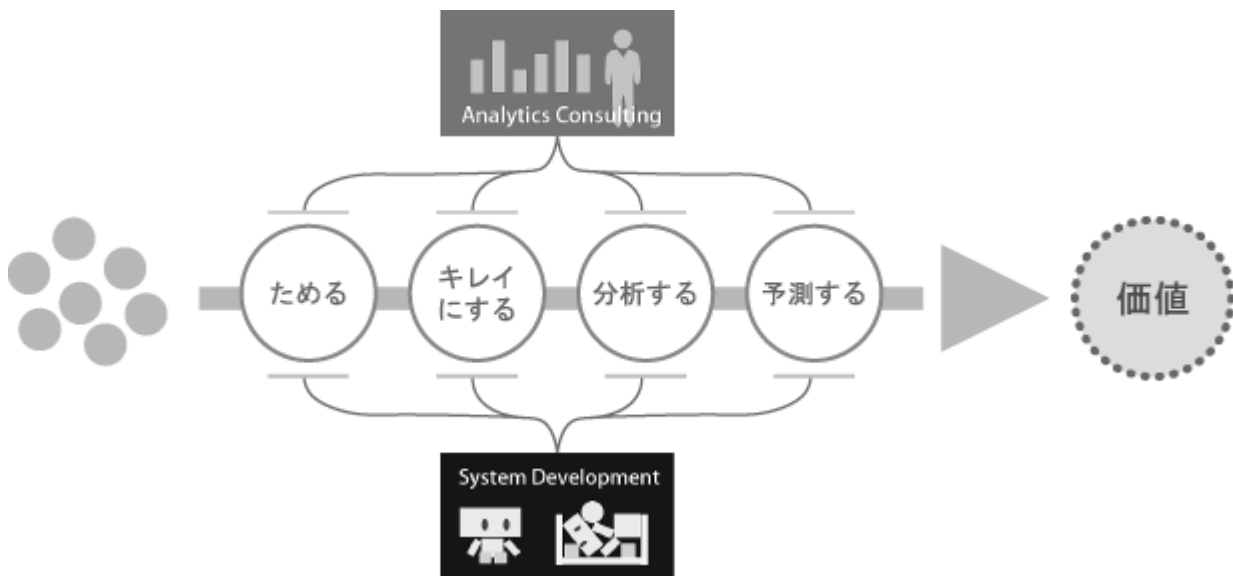 Analytics Consulting
ためる
キレイ
にする
分析する
予測する
価値
System Development